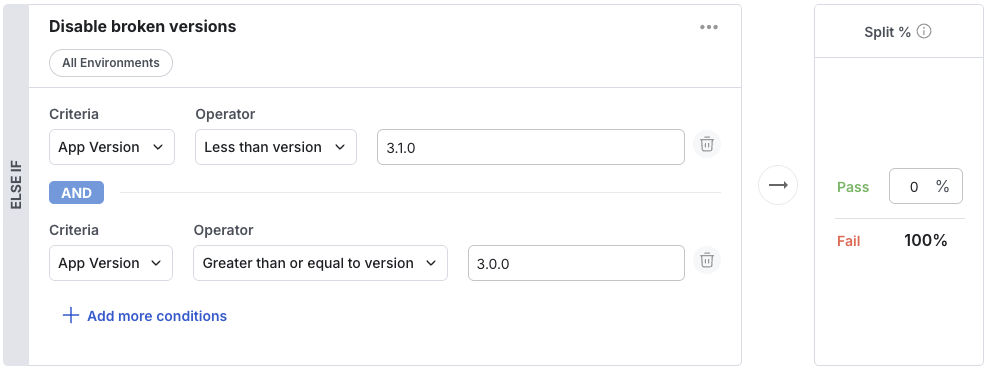 Disable broken versions
All Environments
ELSE IF
Criteria Operator
App Version Less than version 3.1.0
AND
Criteria Operator
App Version Greater than or equal to version 3.0.0
Add more conditions
Split %
Pass 0 %
Fail 100%